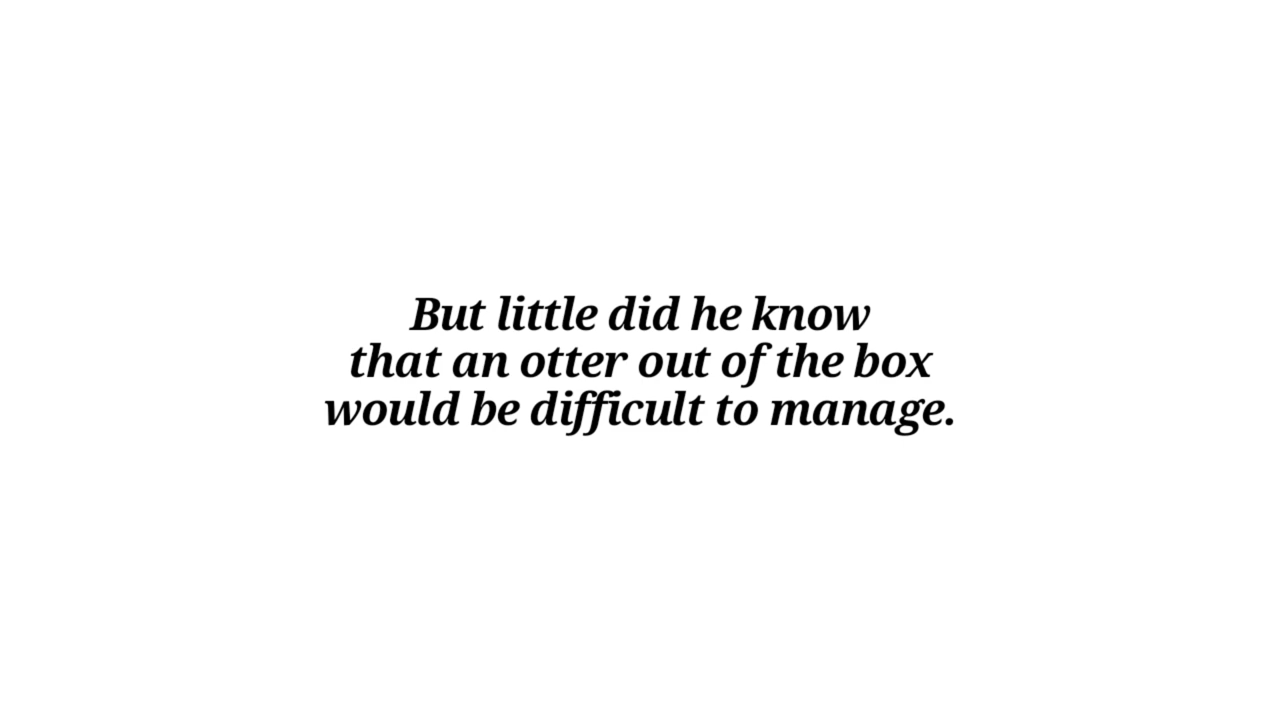 But little did he know
that an otter out of the box
would be difficult to manage.